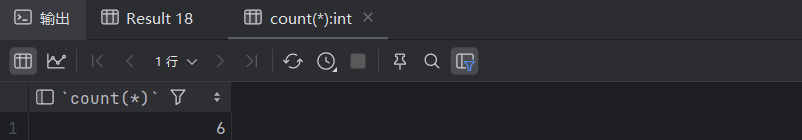 输出 Result 18 count(*):int
1 行
`count(*)`
1 6